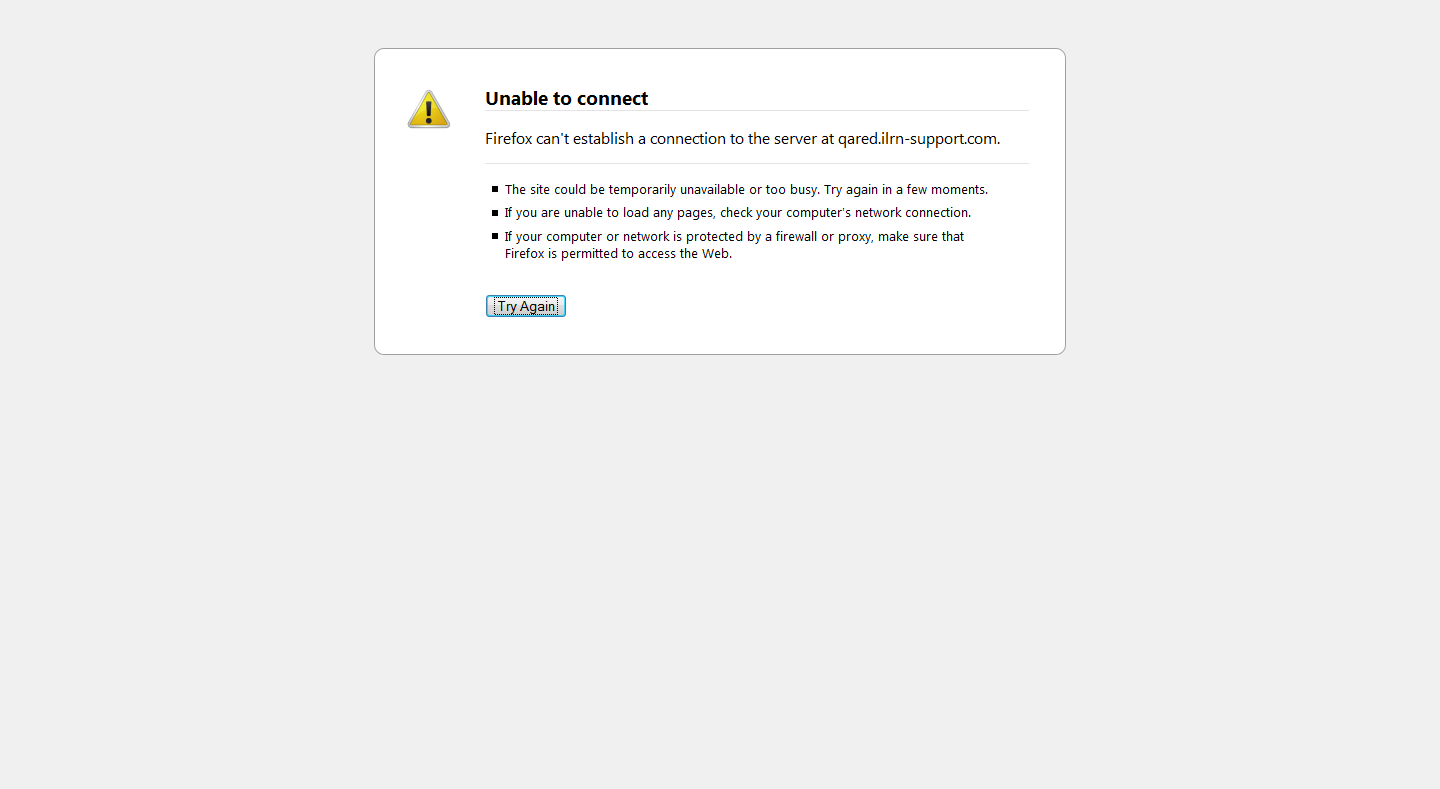 Unable to connect
Firefox can't establish a connection to the server at qared.ilrn-support.com.
The site could be temporarily unavailable or too busy. Try again in a few moments.
If you are unable to load any pages, check your computer's network connection.
If your computer or network is protected by a firewall or proxy, make sure that
Firefox is permitted to access the Web.
Try Again